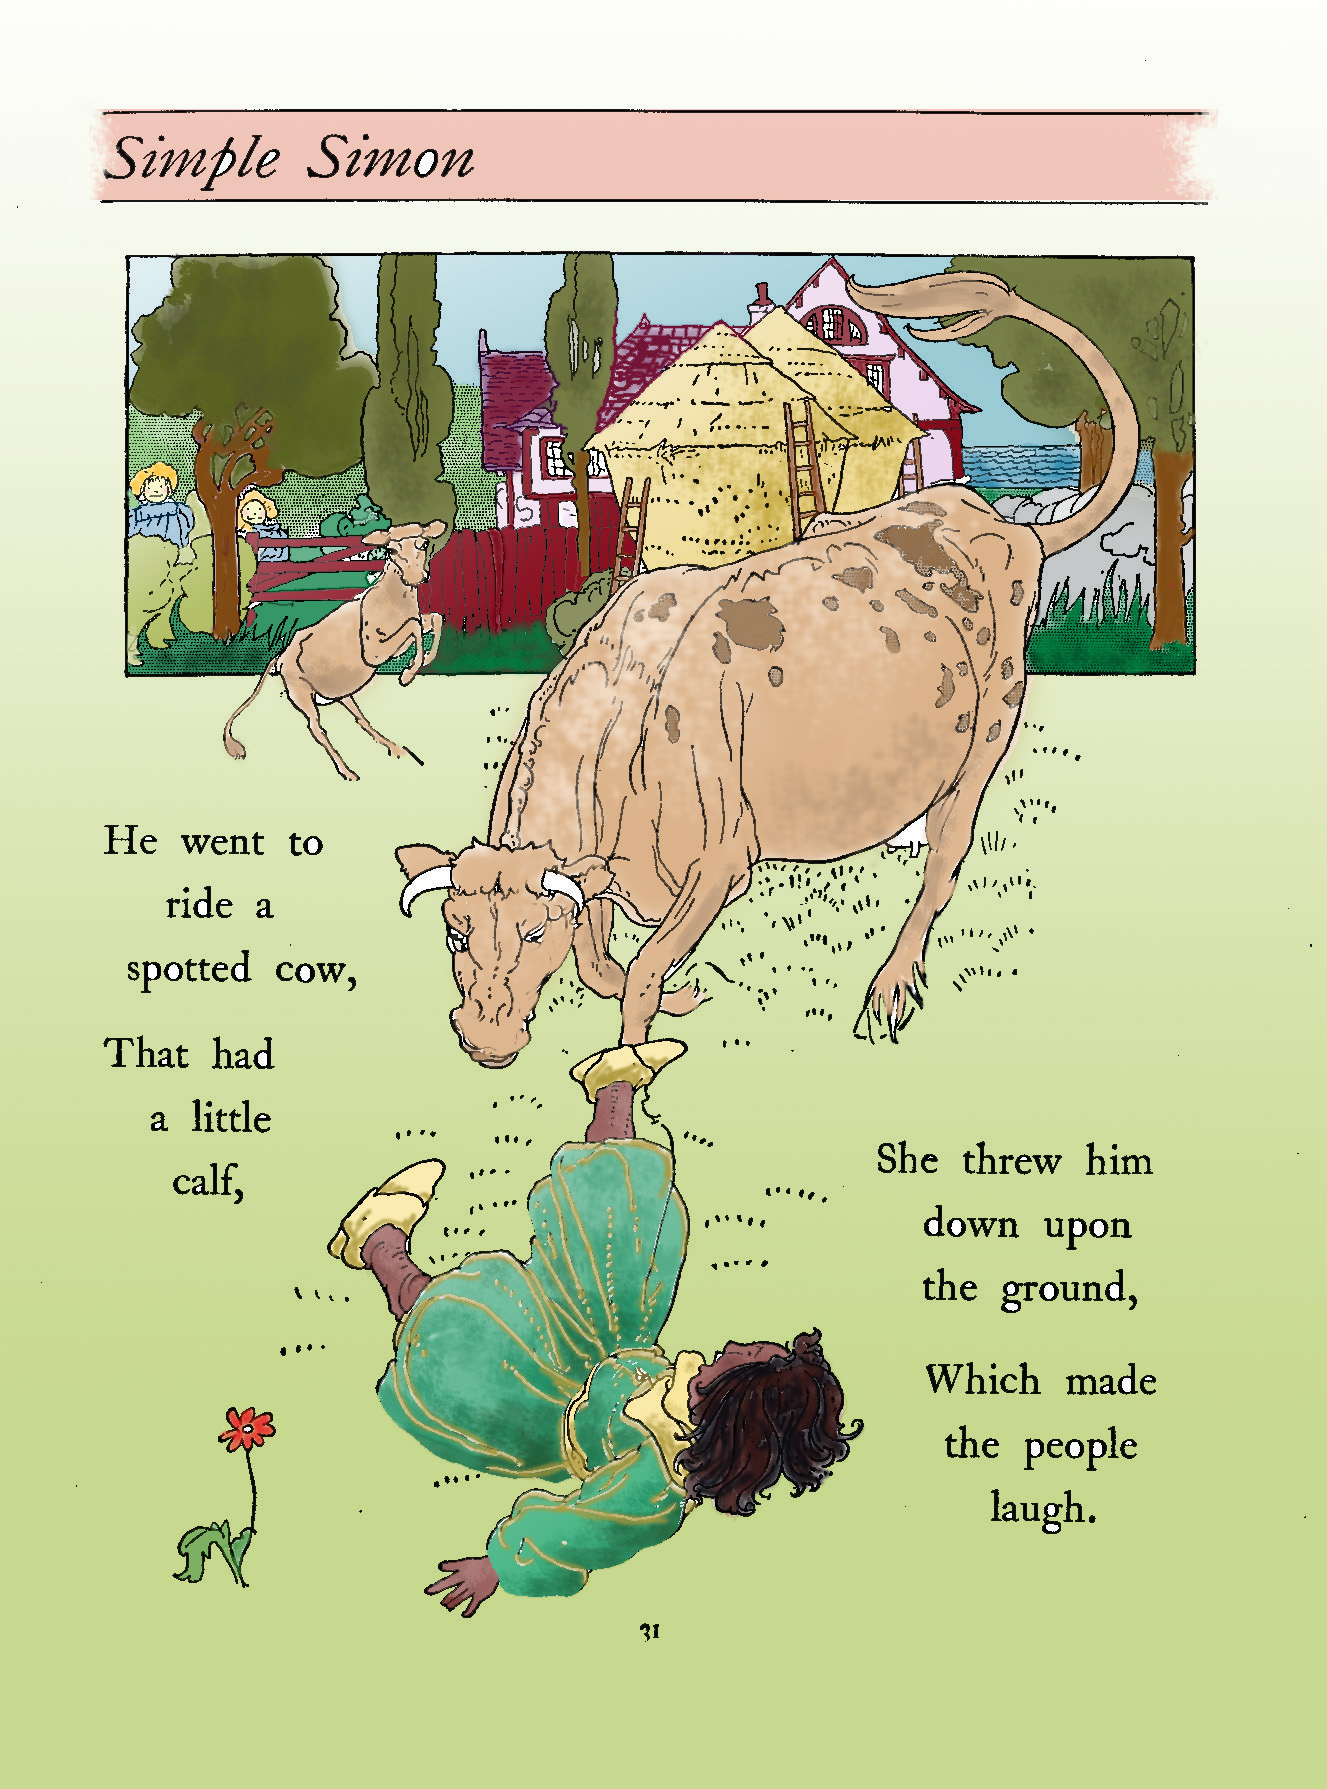 Simple Simon
He went to
ride a
spotted cow,
That had
a little
calf,
She threw him
down upon
the ground,
Which made
the people
laugh.
31